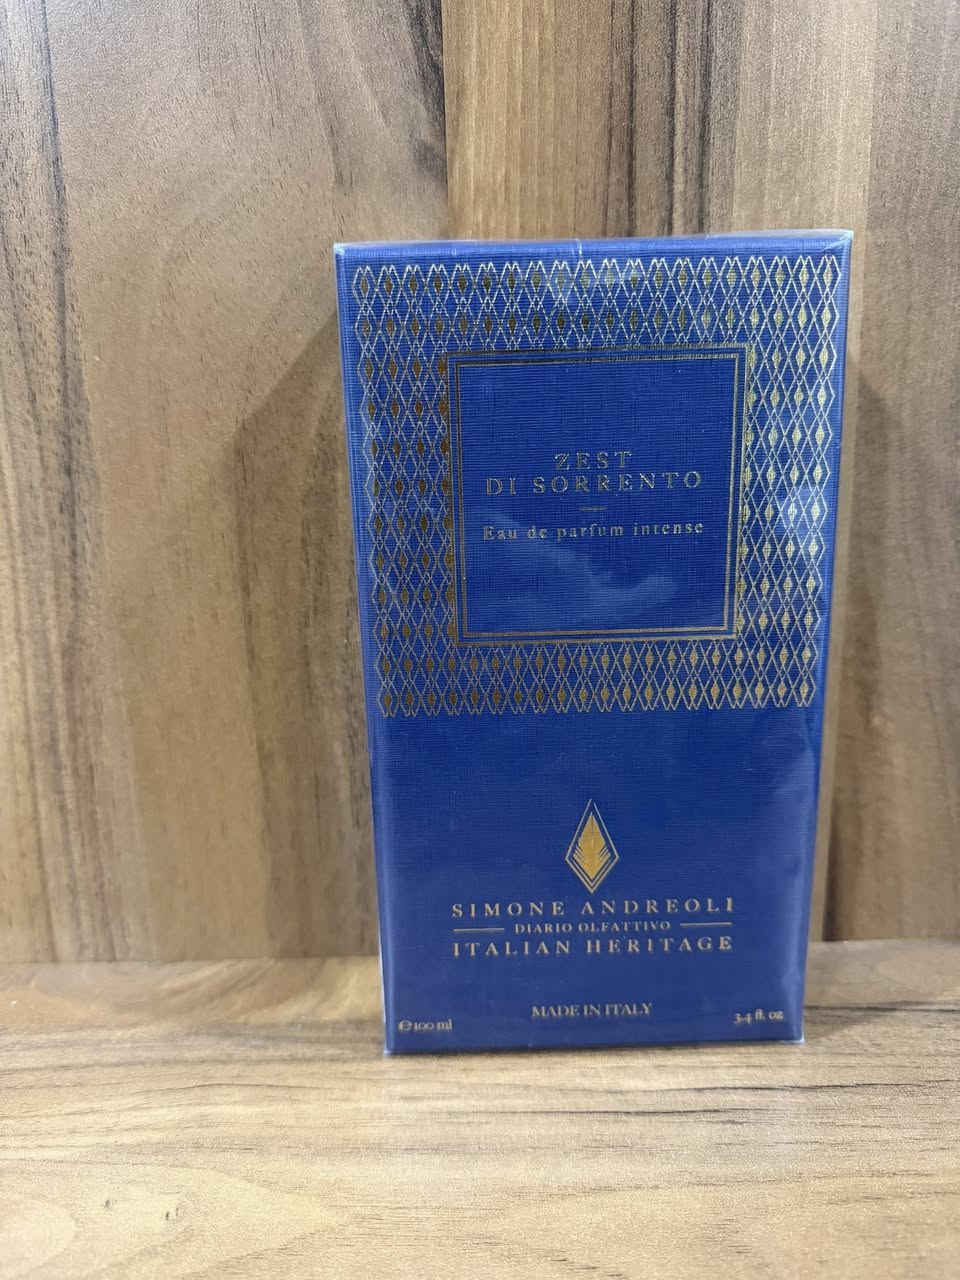 ZEST
DI SORRENTO
Eau de parfum intense
SIMONE ANDREOLI
DIARIO OLFATTIVO
ITALIAN HERITAGE
MADE IN ITALY
℮ 100 ml
3.4 fl. oz